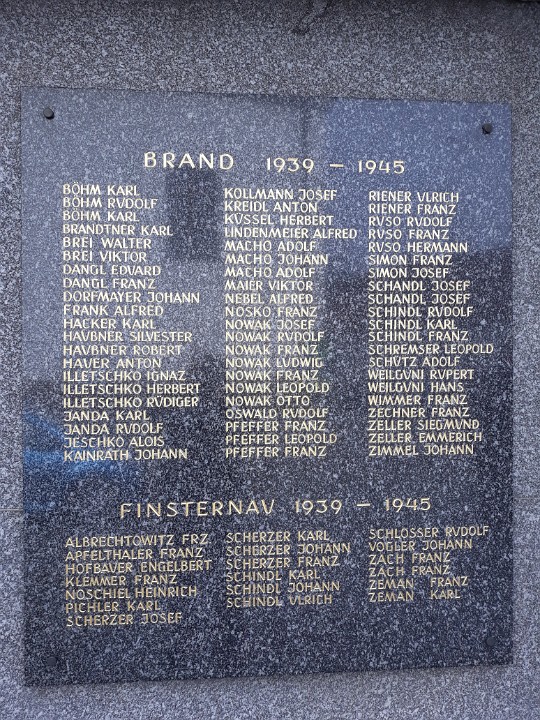 BRAND 1939 – 1945
BÖHM KARL
BÖHM RVDOLF
BÖHM KARL
BRANDTNER KARL
BREI WALTER
BREI VIKTOR
DANGL EDVARD
DANGL FRANZ
DORFMAYER JOHANN
FRANK ALFRED
HACKER KARL
HAVBNER SILVESTER
HAVBNER ROBERT
HAVER ANTON
ILLETSCHKO IGNAZ
ILLETSCHKO HERBERT
ILLETSCHKO RVDIGER
JANDA KARL
JANDA RVDOLF
JESCHKO ALOIS
KAINRATH JOHANN
KOLLMANN JOSEF
KREIDL ANTON
KVSSEL HERBERT
LINDENMEIER ALFRED
MACHO ADOLF
MACHO JOHANN
MACHO ADOLF
MAIER VIKTOR
NEBEL ALFRED
NOSKO FRANZ
NOWAK JOSEF
NOWAK RVDOLF
NOWAK FRANZ
NOWAK LVDWIG
NOWAK FRANZ
NOWAK LEOPOLD
NOWAK OTTO
OSWALD RVDOLF
PFEFFER FRANZ
PFEFFER LEOPOLD
PFEFFER FRANZ
RIENER VLRICH
RIENER FRANZ
RVSO RVDOLF
RVSO FRANZ
RVSO HERMANN
SIMON FRANZ
SIMON JOSEF
SCHANDL JOSEF
SCHANDL JOSEF
SCHINDL RVDOLF
SCHINDL KARL
SCHINDL FRANZ
SCHREMSER LEOPOLD
SCHÜTZ ADOLF
WEILGVNI RVPERT
WEILGVNI HANS
WIMMER FRANZ
ZECHNER FRANZ
ZELLER SIEGMVND
ZELLER EMMERICH
ZIMMEL JOHANN
FINSTERNAV 1939 – 1945
ALBRECHTOWITZ FRZ.
APFELTHALER FRANZ
HOFBAVER ENGELBERT
KLEMMER FRANZ
NOSCHIEL HEINRICH
PICHLER KARL
SCHERZER JOSEF
SCHERZER KARL
SCHERZER JOHANN
SCHERZER FRANZ
SCHINDL KARL
SCHINDL JOHANN
SCHINDL VLRICH
SCHLOSSER RVDOLF
VOGLER JOHANN
ZACH FRANZ
ZACH FRANZ
ZEMAN FRANZ
ZEMAN KARL